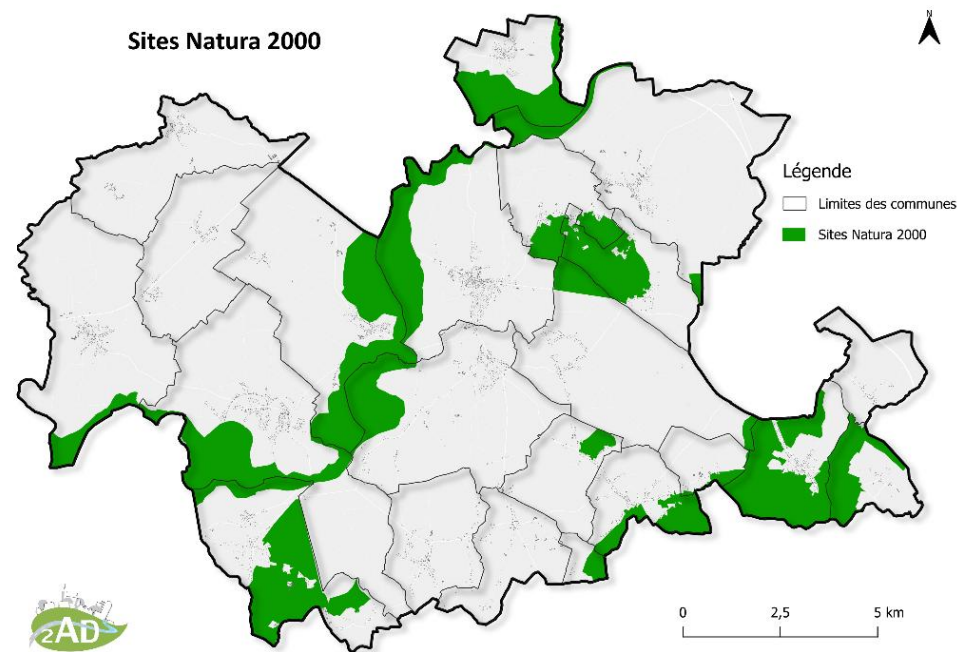 Sites Natura 2000
N
Légende
Limites des communes
Sites Natura 2000
0 2,5 5 km
2AD